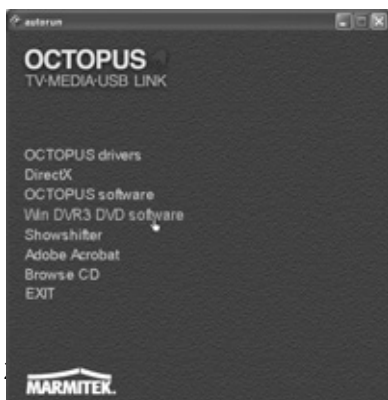 autorun
OCTOPUS
TV·MEDIA·USB LINK
OCTOPUS drivers
DirectX
OCTOPUS software
Win DVR3 DVD software
Showshifter
Adobe Acrobat
Browse CD
EXIT
MARMITEK.